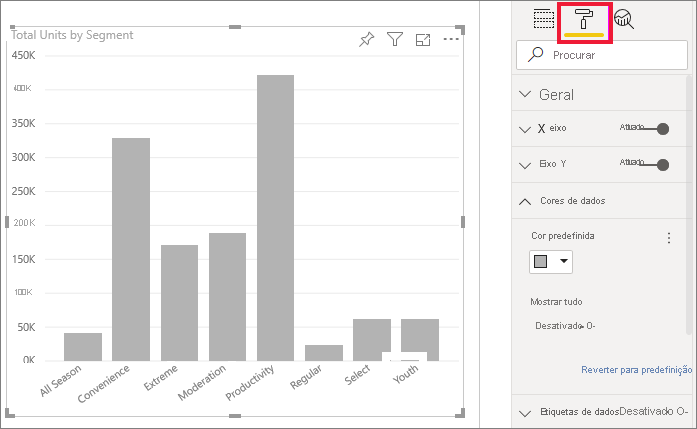 Total Units by Segment
450K
400K
350K
300K
250K
200K
150K
100K
50K
0K
All Season
Convenience
Extreme
Moderation
Productivity
Regular
Select
Youth
Procurar
Geral
X eixo Ativado
Eixo Y Ativado
Cores de dados
Cor predefinida
Mostrar tudo
Desativado O-
Reverter para predefinição
Etiquetas de dados Desativado O-